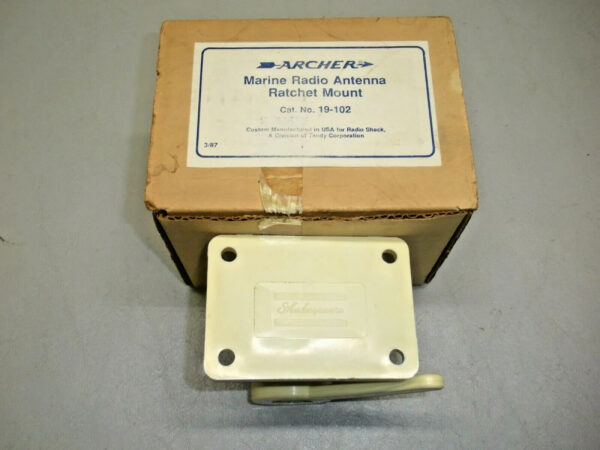 ARCHER
Marine Radio Antenna
Ratchet Mount
Cat. No. 19-102
Custom Manufactured in USA for Radio Shack,
A Division of Tandy Corporation
3/87
Shakespeare